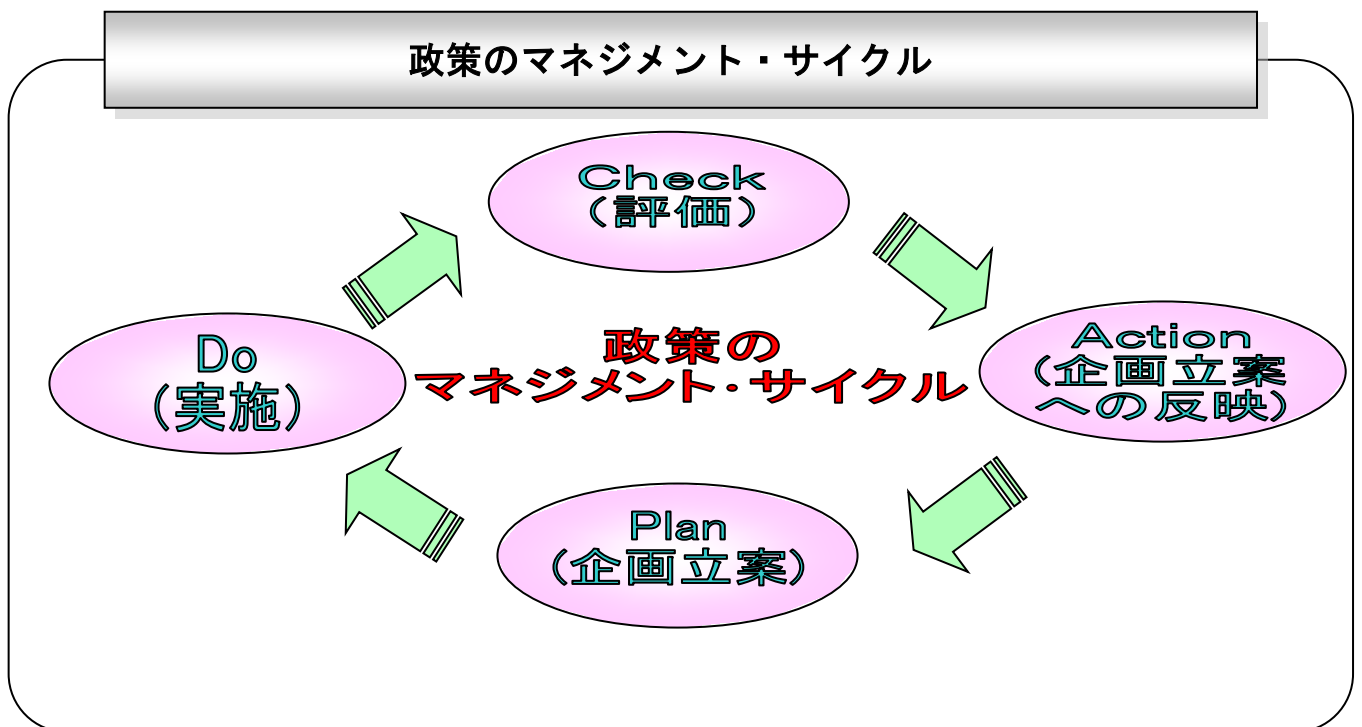 政策のマネジメント・サイクル
Check
（評価）
Do
（実施）
政策の
マネジメント・サイクル
Action
（企画立案
への反映）
Plan
（企画立案）